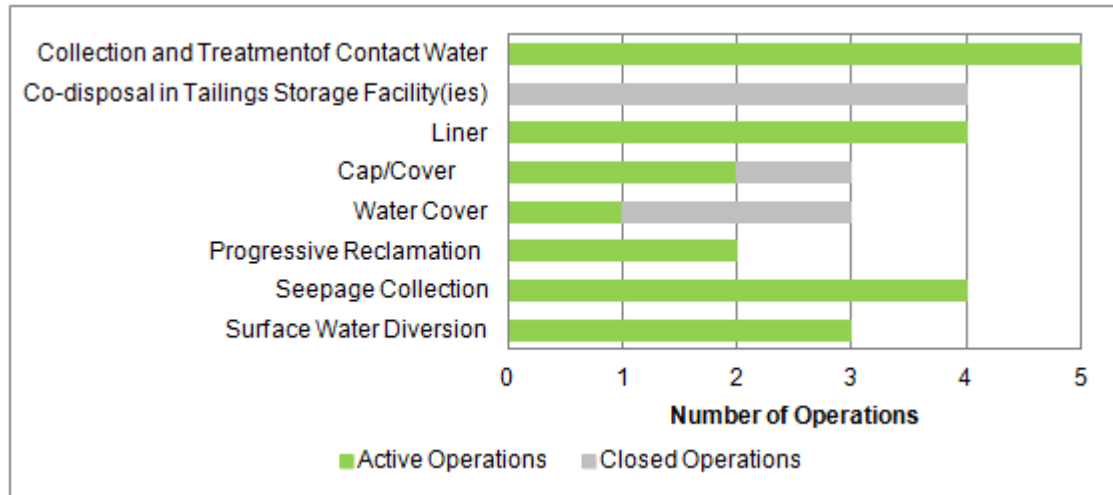 Collection and Treatmentof Contact Water
Co-disposal in Tailings Storage Facility(ies)
Liner
Cap/Cover
Water Cover
Progressive Reclamation
Seepage Collection
Surface Water Diversion
0 1 2 3 4 5
Number of Operations
Active Operations Closed Operations